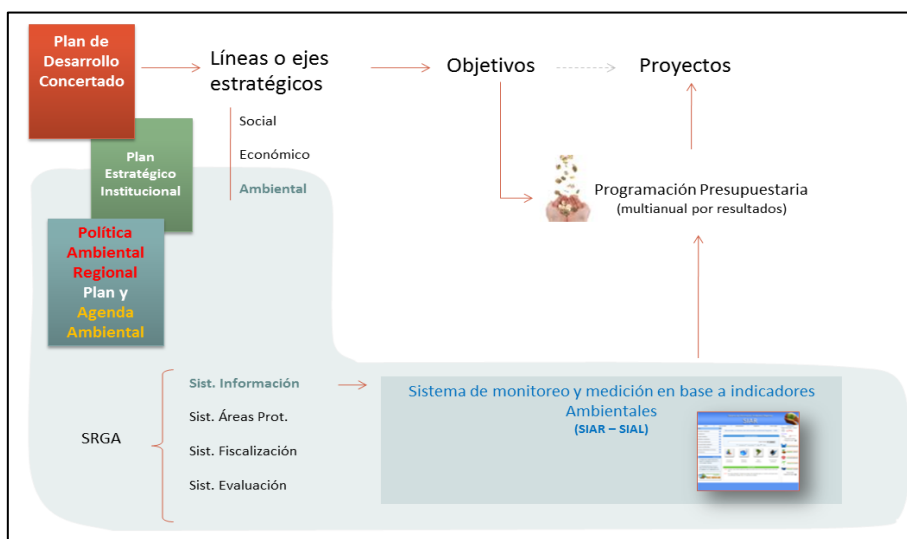 Plan de
Desarrollo
Concertado
Líneas o ejes
estratégicos
Objetivos
Proyectos
Social
Económico
Ambiental
Plan
Estratégico
Institucional
Programación Presupuestaria
(multianual por resultados)
Política
Ambiental
Regional
Plan y
Agenda
Ambiental
SRGA
Sist. Información
Sist. Áreas Prot.
Sist. Fiscalización
Sist. Evaluación
Sistema de monitoreo y medición en base a indicadores
Ambientales
(SIAR – SIAL)